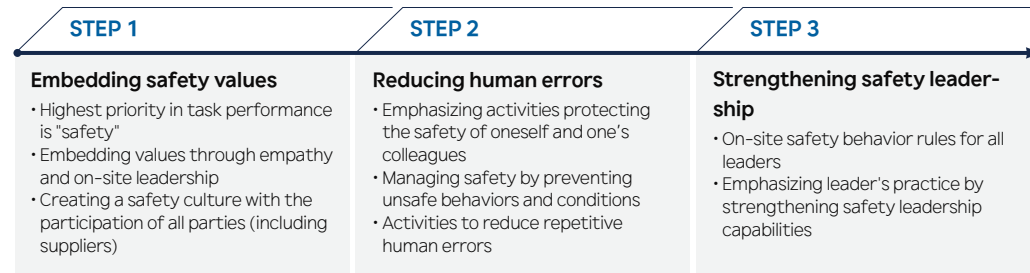 STEP 1
Embedding safety values
• Highest priority in task performance
is "safety"
• Embedding values through empathy
and on-site leadership
• Creating a safety culture with the
participation of all parties (including
suppliers)
STEP 2
Reducing human errors
• Emphasizing activities protecting
the safety of oneself and one's
colleagues
• Managing safety by preventing
unsafe behaviors and conditions
• Activities to reduce repetitive
human errors
STEP 3
Strengthening safety leader-
ship
• On-site safety behavior rules for all
leaders
• Emphasizing leader's practice by
strengthening safety leadership
capabilities